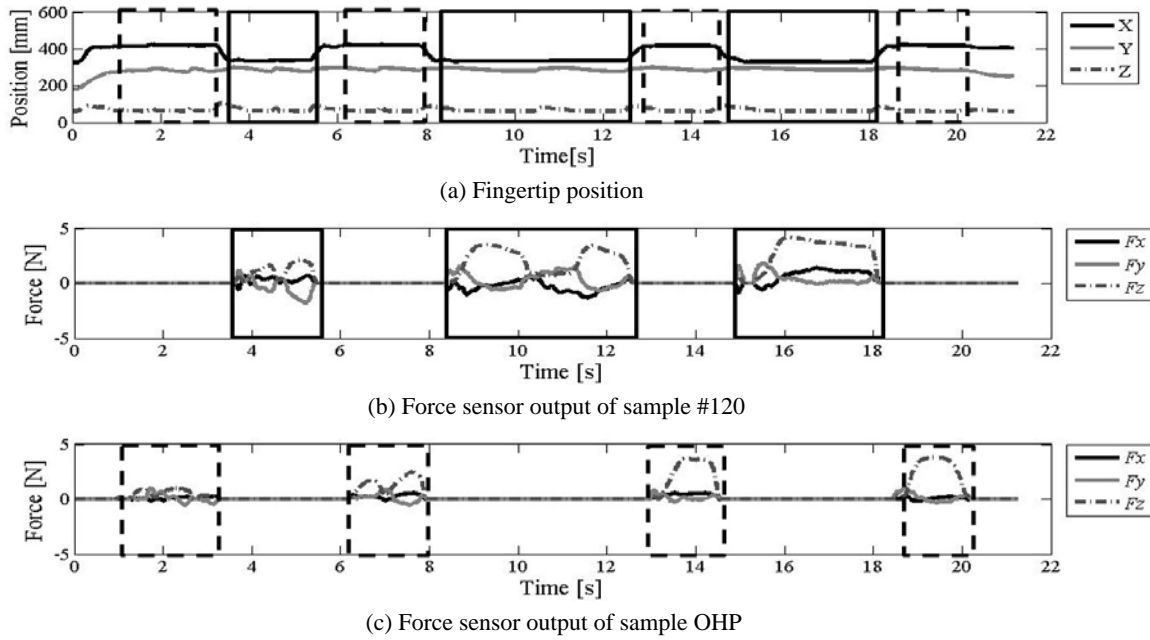 600
400
200
0
Position [mm]
0 2 4 6 8 10 12 14 16 18 20 22
Time[s]
X
Y
Z
(a) Fingertip position
5
0
-5
Force [N]
0 2 4 6 8 10 12 14 16 18 20 22
Time [s]
Fx
Fy
Fz
(b) Force sensor output of sample #120
5
0
-5
Force [N]
0 2 4 6 8 10 12 14 16 18 20 22
Time [s]
Fx
Fy
Fz
(c) Force sensor output of sample OHP